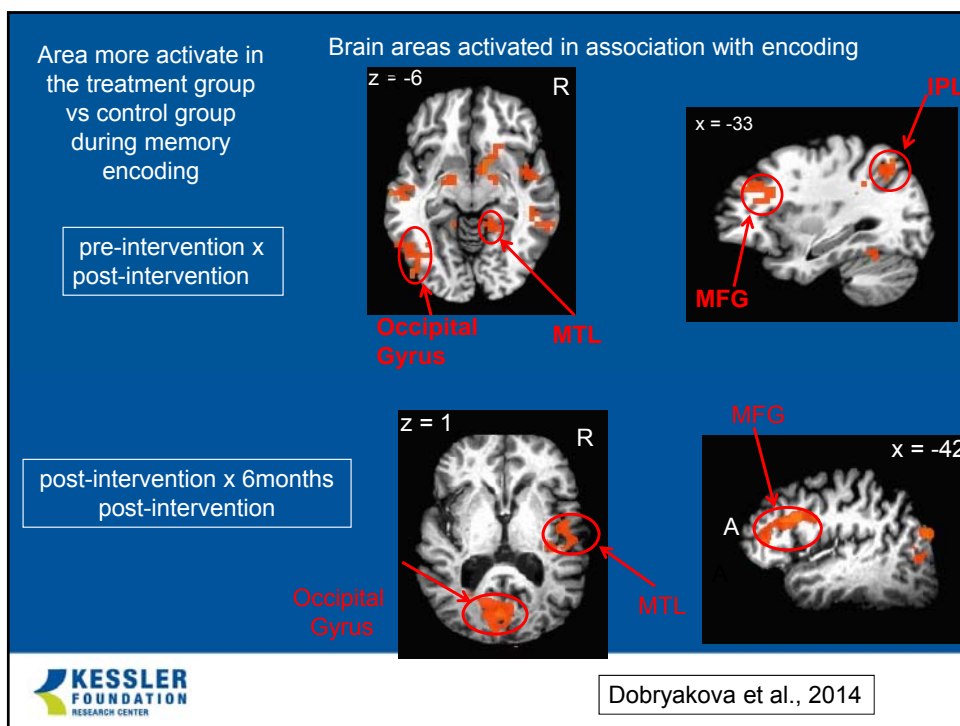 Area more activate in
the treatment group
vs control group
during memory
encoding
Brain areas activated in association with encoding
z = -6
R
IPL
x = -33
pre-intervention x
post-intervention
MFG
Occipital
Gyrus
MTL
z = 1
R
MFG
x = -42
post-intervention x 6months
post-intervention
A
A
Occipital
Gyrus
MTL
KESSLER
FOUNDATION
RESEARCH CENTER
Dobryakova et al., 2014